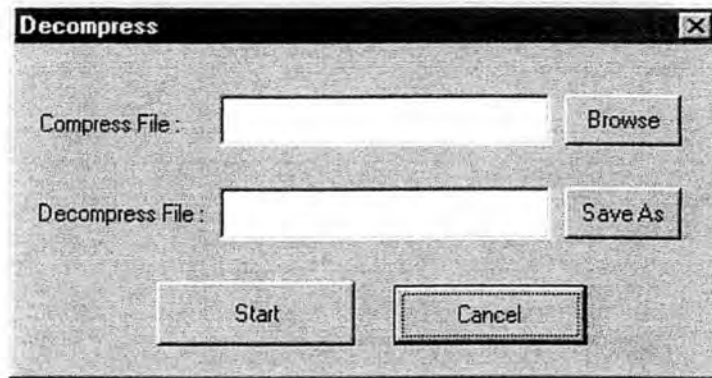 Decompress
Compress File :
Browse
Decompress File :
Save As
Start
Cancel